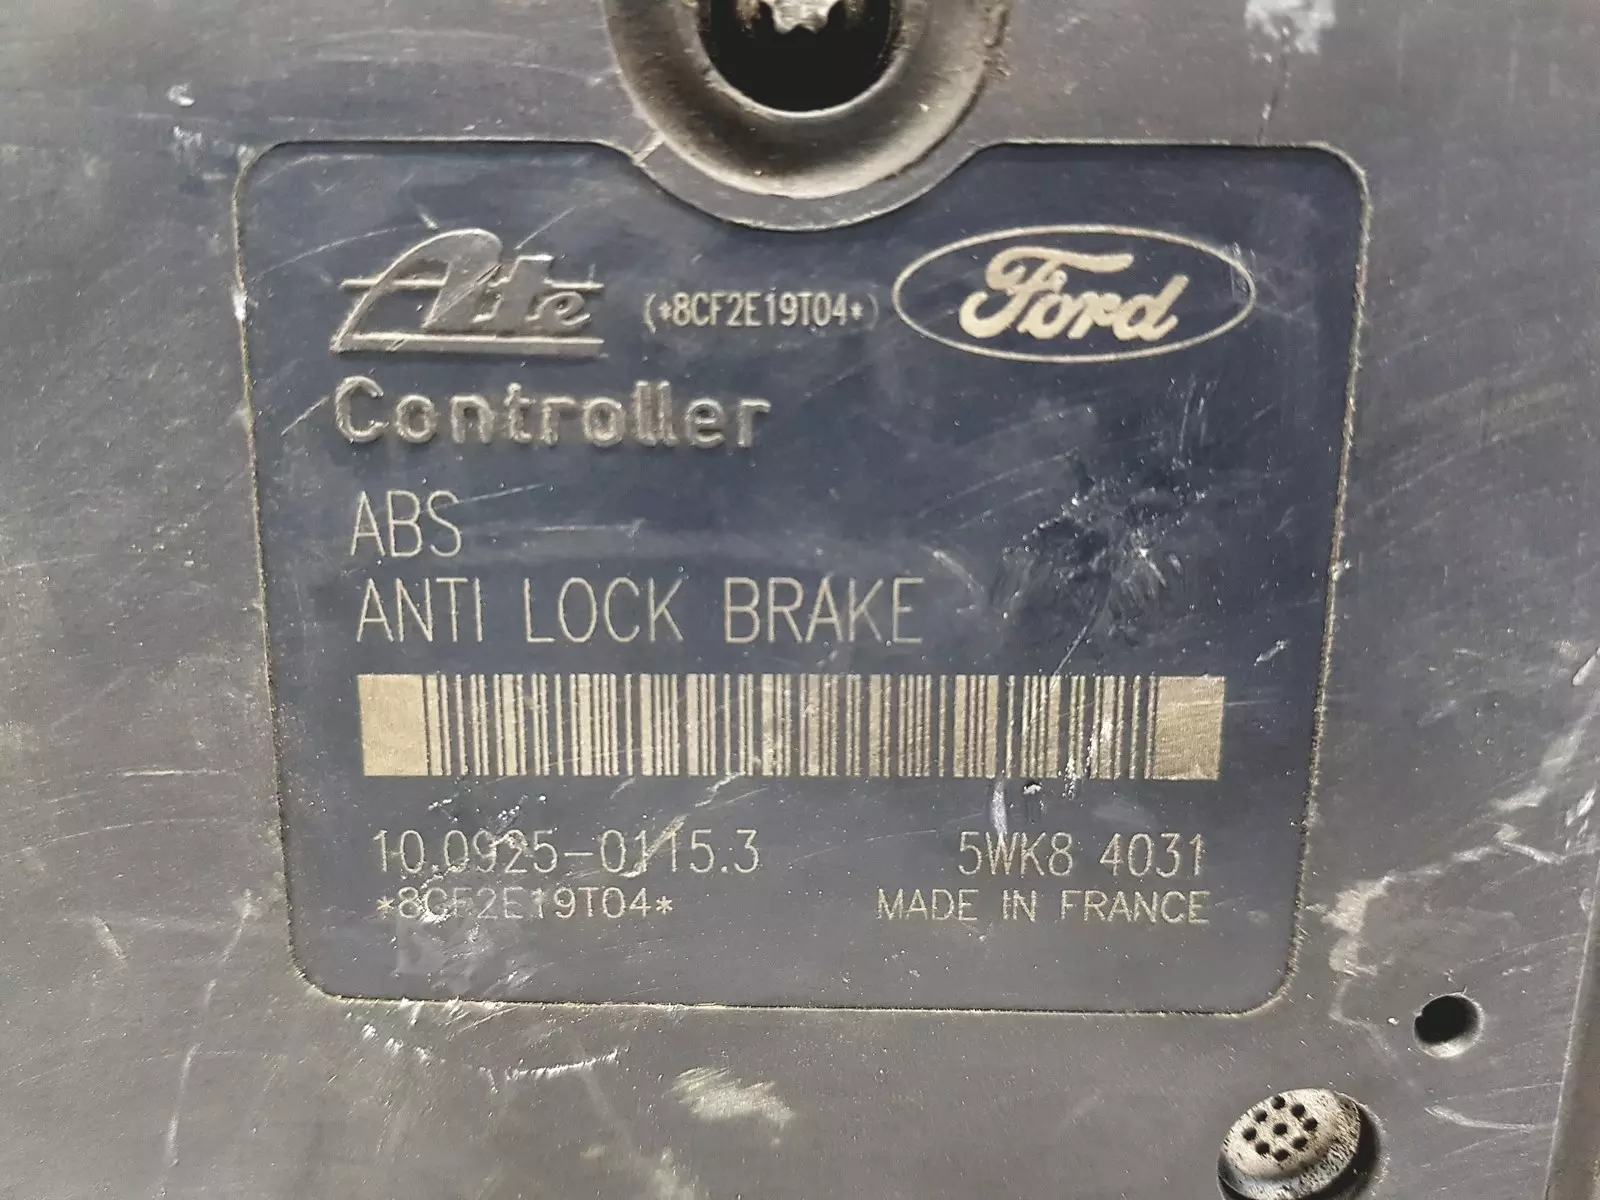 Ate (*8CF2E19T04*) Ford
Controller
ABS
ANTI LOCK BRAKE
10.0925-0115.3 5WK8 4031
*8CF2E19T04* MADE IN FRANCE